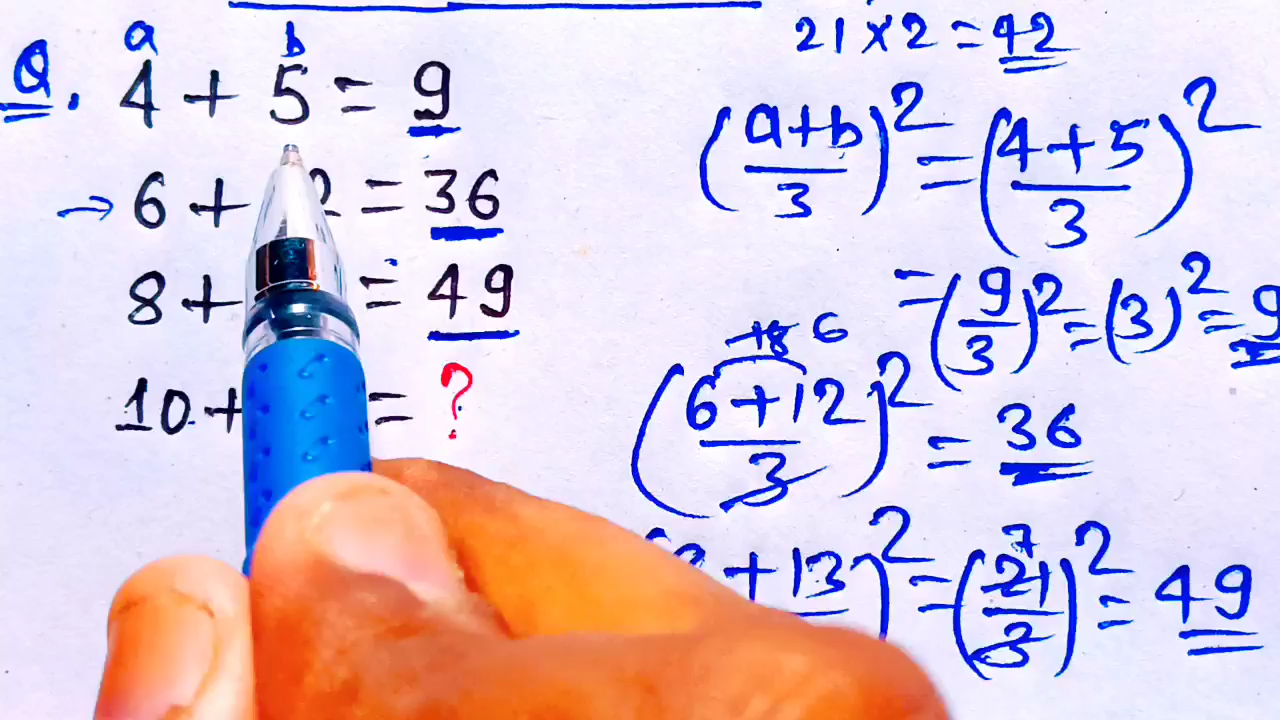 Q. 4 + 5 = 9
a b
→ 6 + 2 = 36
8 + = 49
10 + = ?
21 × 2 = 42
(a+b/3)² = (4+5/3)²
= (9/3)² = (3)² = 9
18 6
(6+12/3)² = 36
+ 13)² = (21/3)² = 49
7